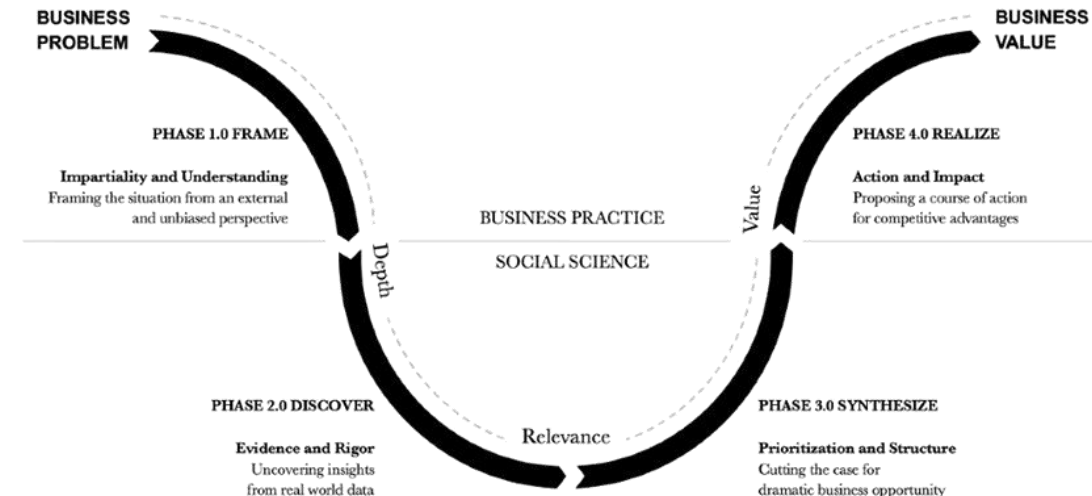 BUSINESS
PROBLEM
BUSINESS
VALUE
PHASE 1.0 FRAME
Impartiality and Understanding
Framing the situation from an external
and unbiased perspective
PHASE 4.0 REALIZE
Action and Impact
Proposing a course of action
for competitive advantages
BUSINESS PRACTICE
SOCIAL SCIENCE
Depth
Value
PHASE 2.0 DISCOVER
Evidence and Rigor
Uncovering insights
from real world data
Relevance
PHASE 3.0 SYNTHESIZE
Prioritization and Structure
Cutting the case for
dramatic business opportunity